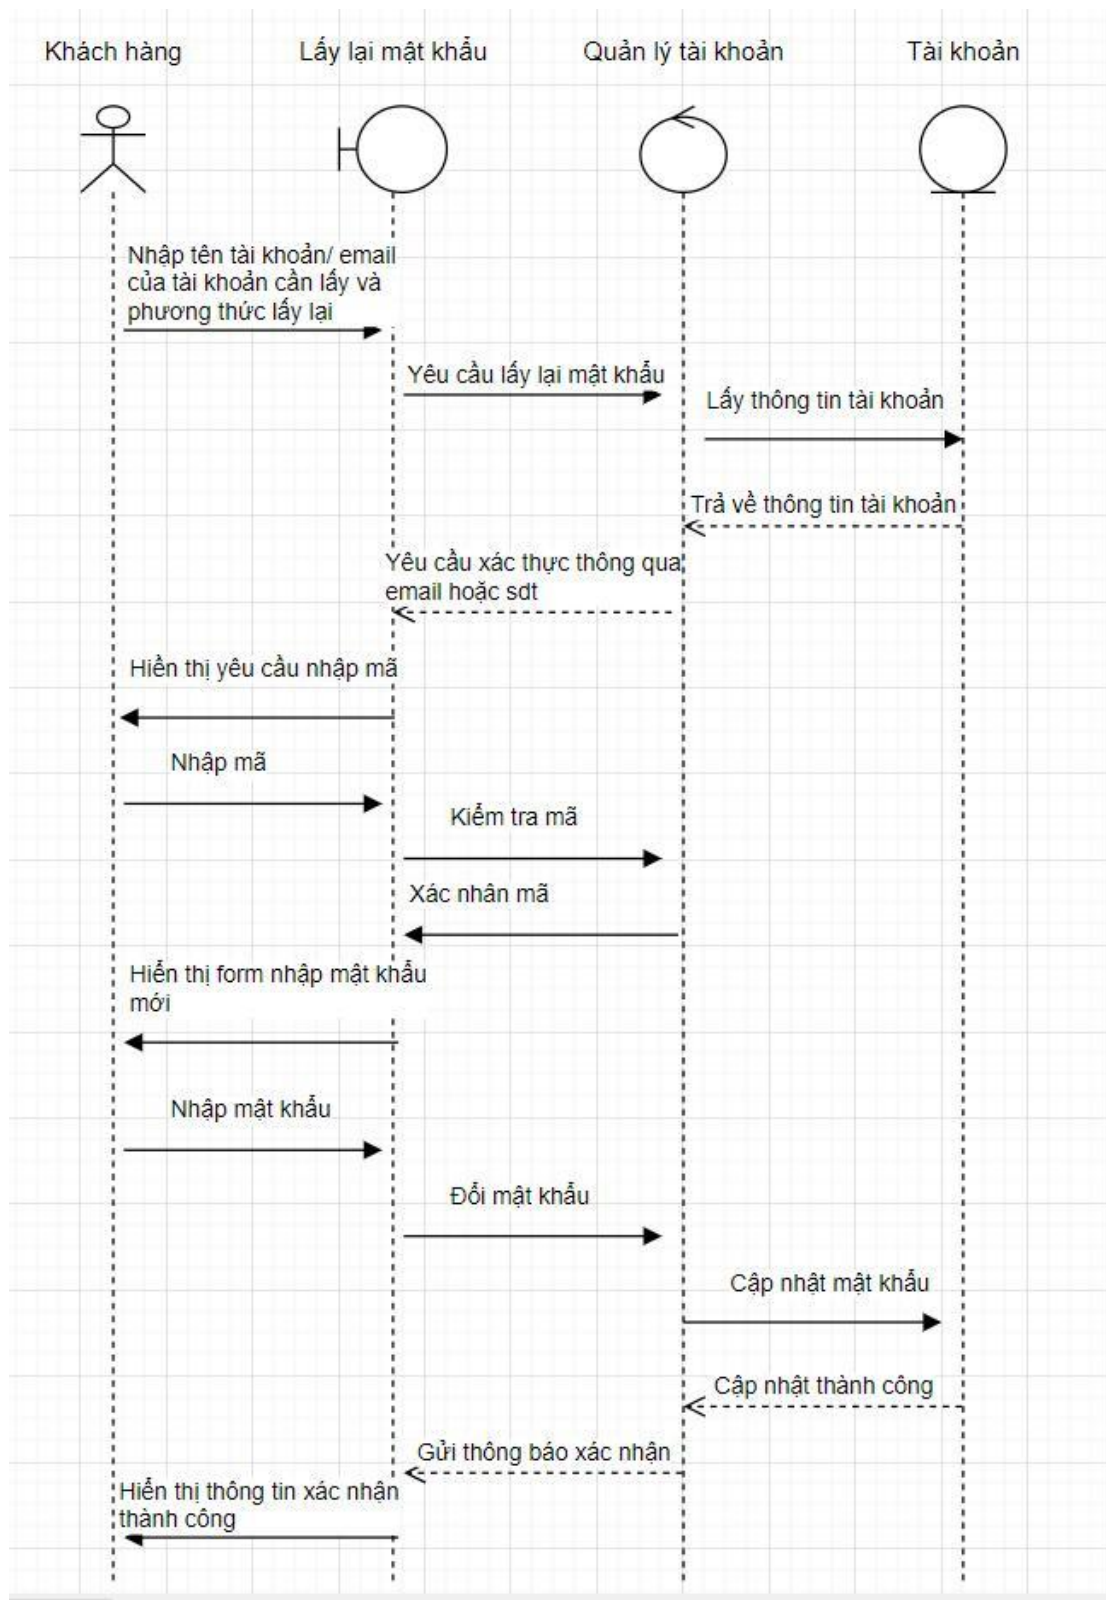 Khách hàng
Lấy lại mật khẩu
Quản lý tài khoản
Tài khoản
Nhập tên tài khoản/ email
của tài khoản cần lấy và
phương thức lấy lại
Yêu cầu lấy lại mật khẩu
Lấy thông tin tài khoản
Trả về thông tin tài khoản
Yêu cầu xác thực thông qua
email hoặc sdt
Hiền thị yêu cầu nhập mã
Nhập mã
Kiểm tra mã
Xác nhân mã
Hiển thị form nhập mật khẩu
mới
Nhập mật khẩu
Đổi mật khẩu
Cập nhật mật khẩu
Cập nhật thành công
Gửi thông báo xác nhận
Hiển thị thông tin xác nhận
thành công